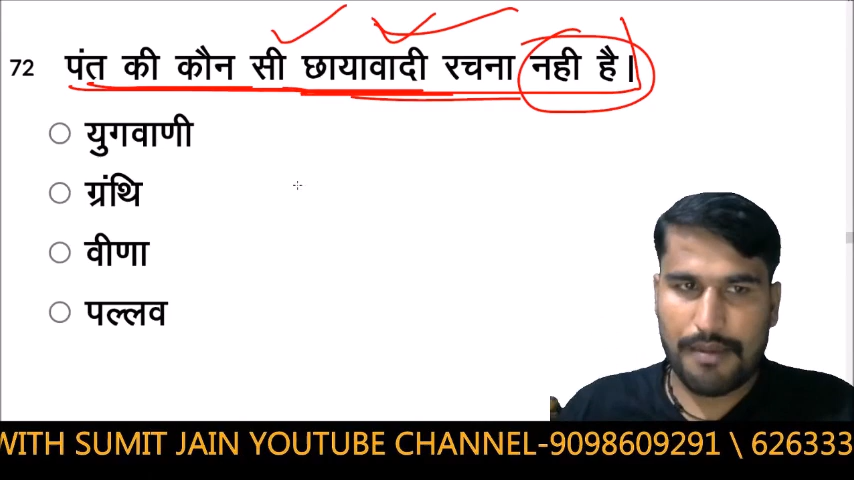 72 पंत की कौन सी छायावादी रचना नही है।
युगवाणी
ग्रंथि
वीणा
पल्लव
WITH SUMIT JAIN YOUTUBE CHANNEL-9098609291 \ 626333